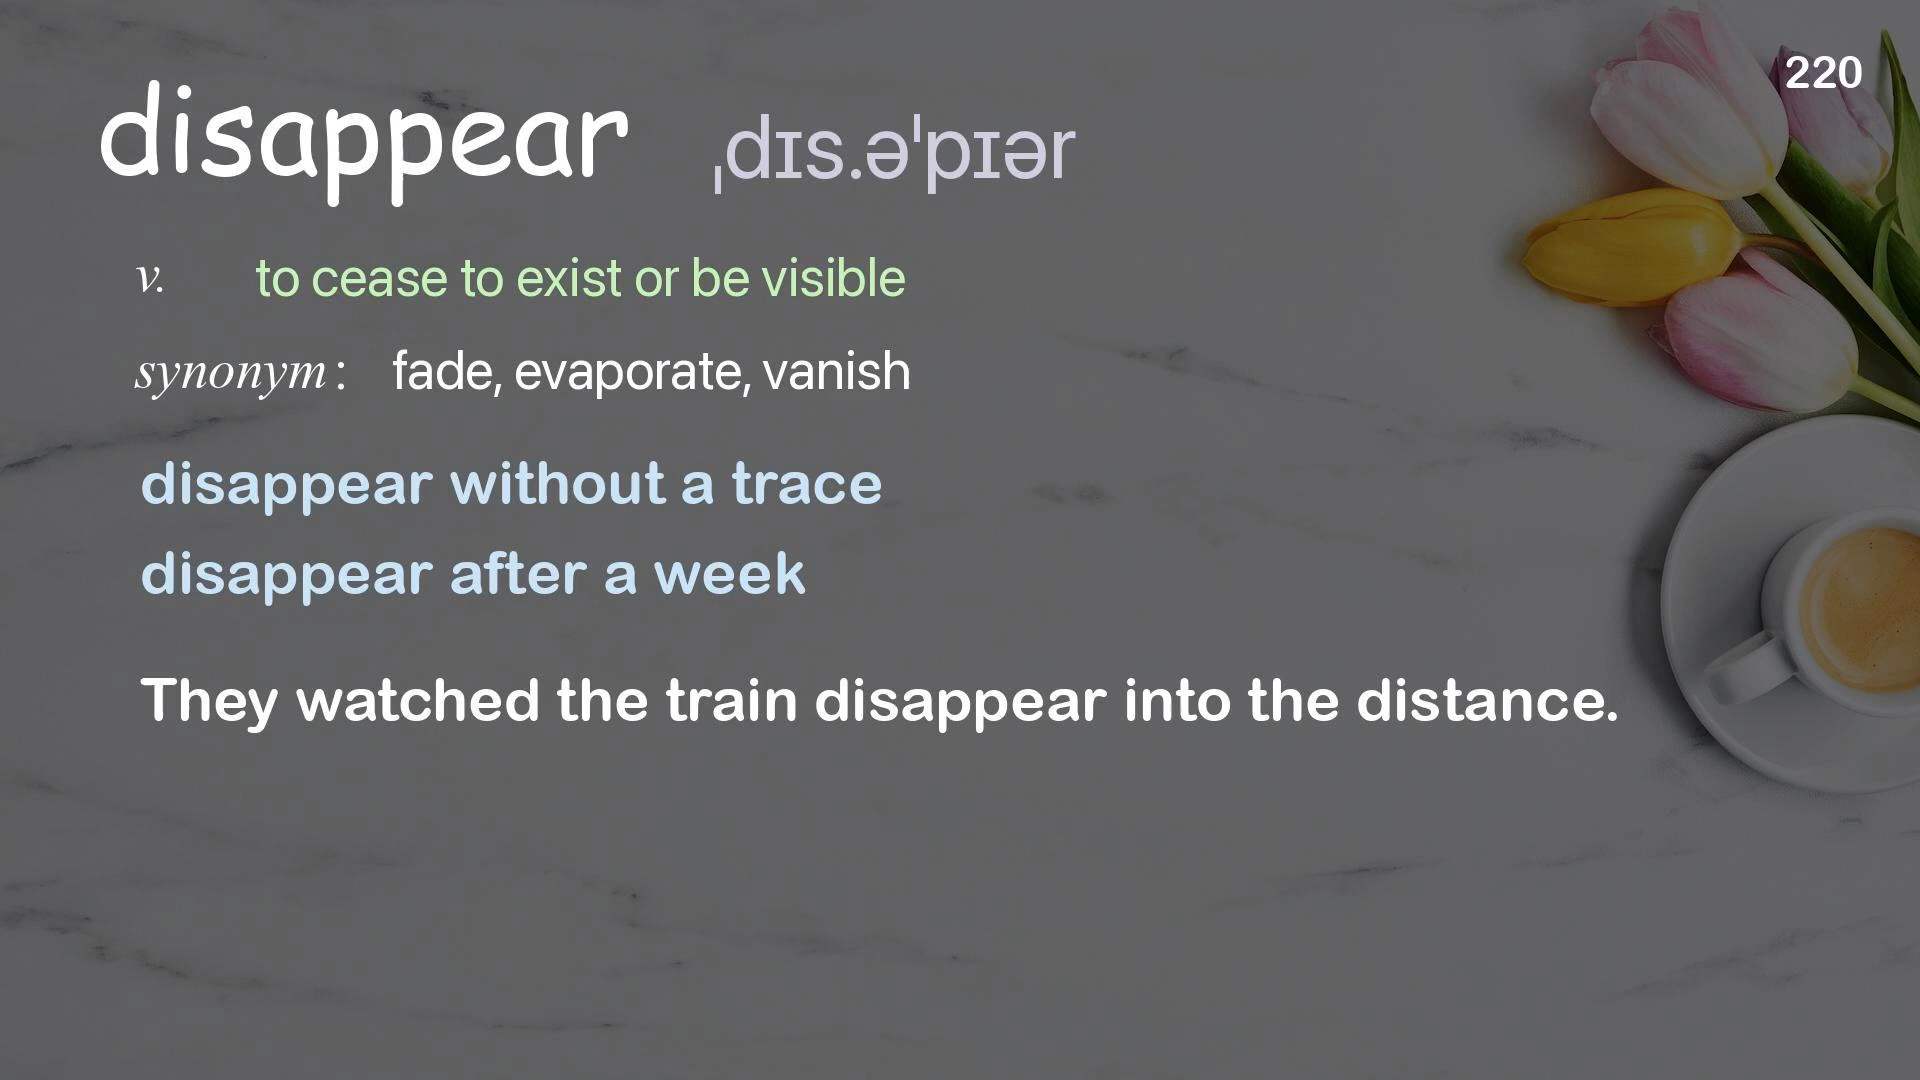 220
disappear ˌdɪs.əˈpɪər
v. to cease to exist or be visible
synonym : fade, evaporate, vanish
disappear without a trace
disappear after a week
They watched the train disappear into the distance.